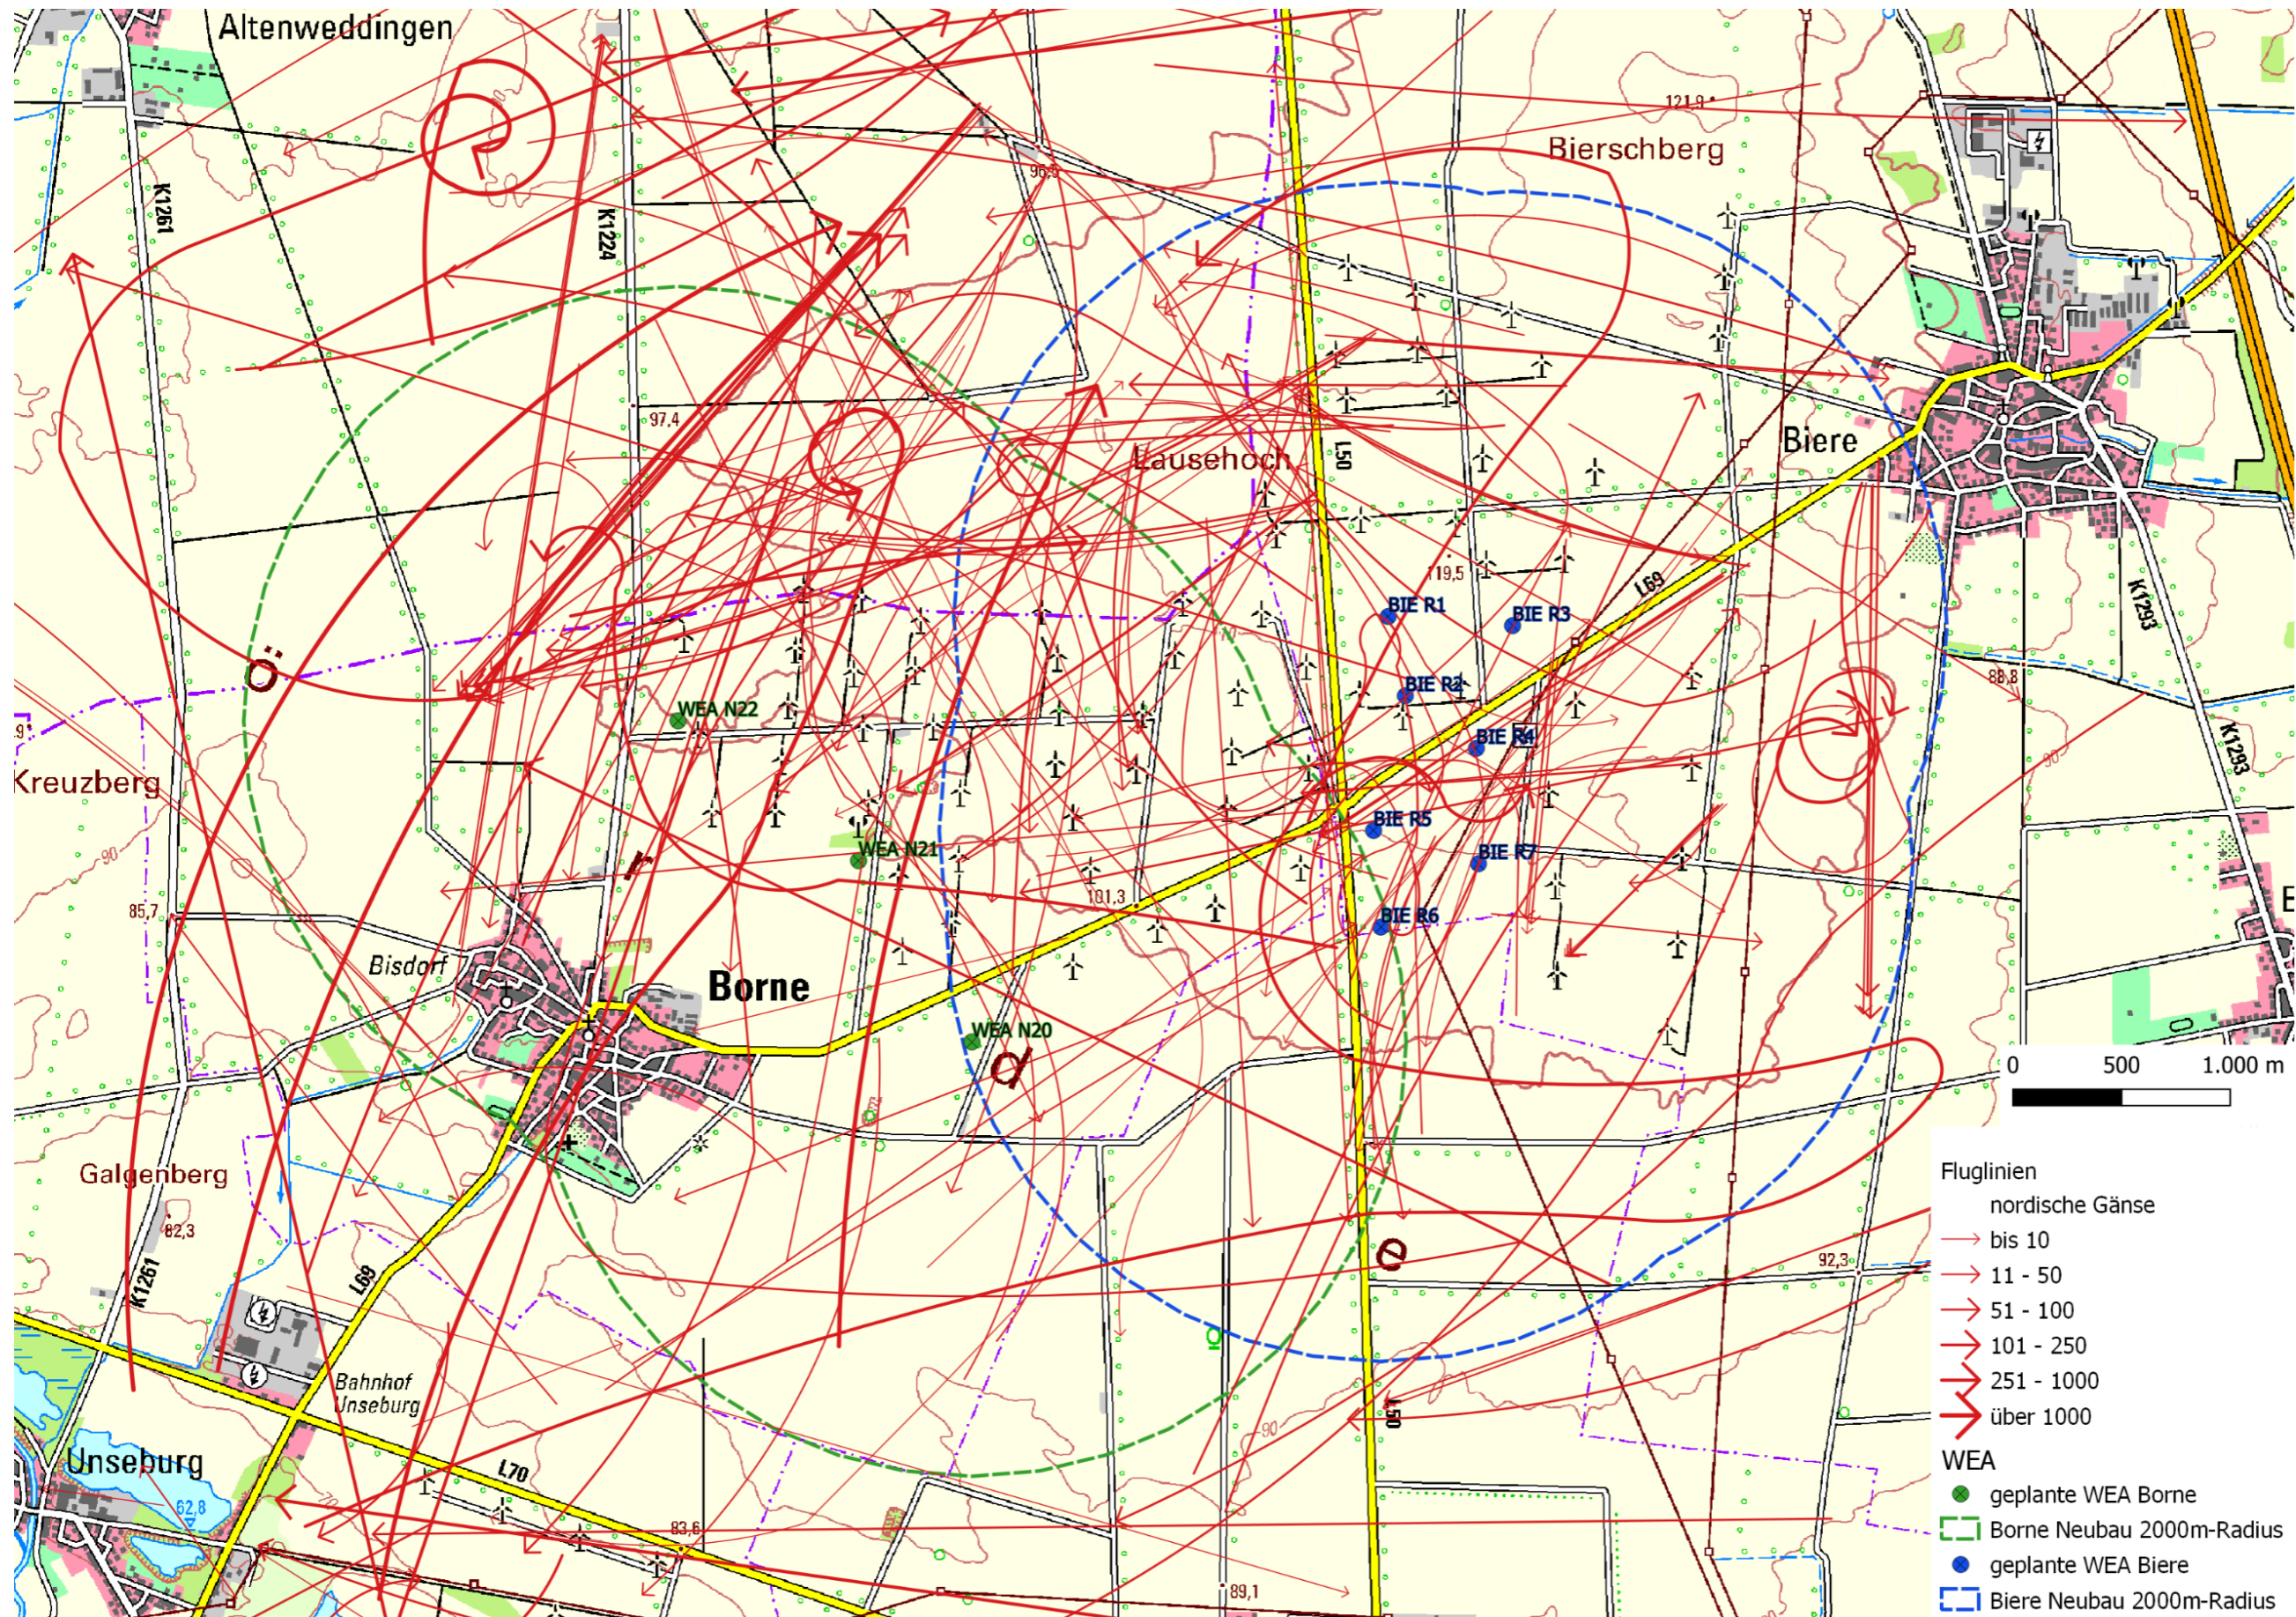 Altenweddingen
121,9
Bierschberg
96,5
K1261
K1224
97,4
Lausehoch
L50
Biere
119,5
L69
BIE R1
BIE R3
K1293
ö
BIE R2
88,8
WEA N22
BIE R4
K1293
90
Kreuzberg
BIE R5
WEA N21
BIE R7
90
r
101,3
85,7
BIE R6
Bisdorf
Borne
WEA N20
d
0 500 1.000 m
Galgenberg
82,3
e
92,3
K1261
L69
Bahnhof
Unseburg
L50
90
Unseburg
L70
70
62,8
83,6
89,1
Fluglinien
nordische Gänse
bis 10
11 - 50
51 - 100
101 - 250
251 - 1000
über 1000
WEA
geplante WEA Borne
Borne Neubau 2000m-Radius
geplante WEA Biere
Biere Neubau 2000m-Radius